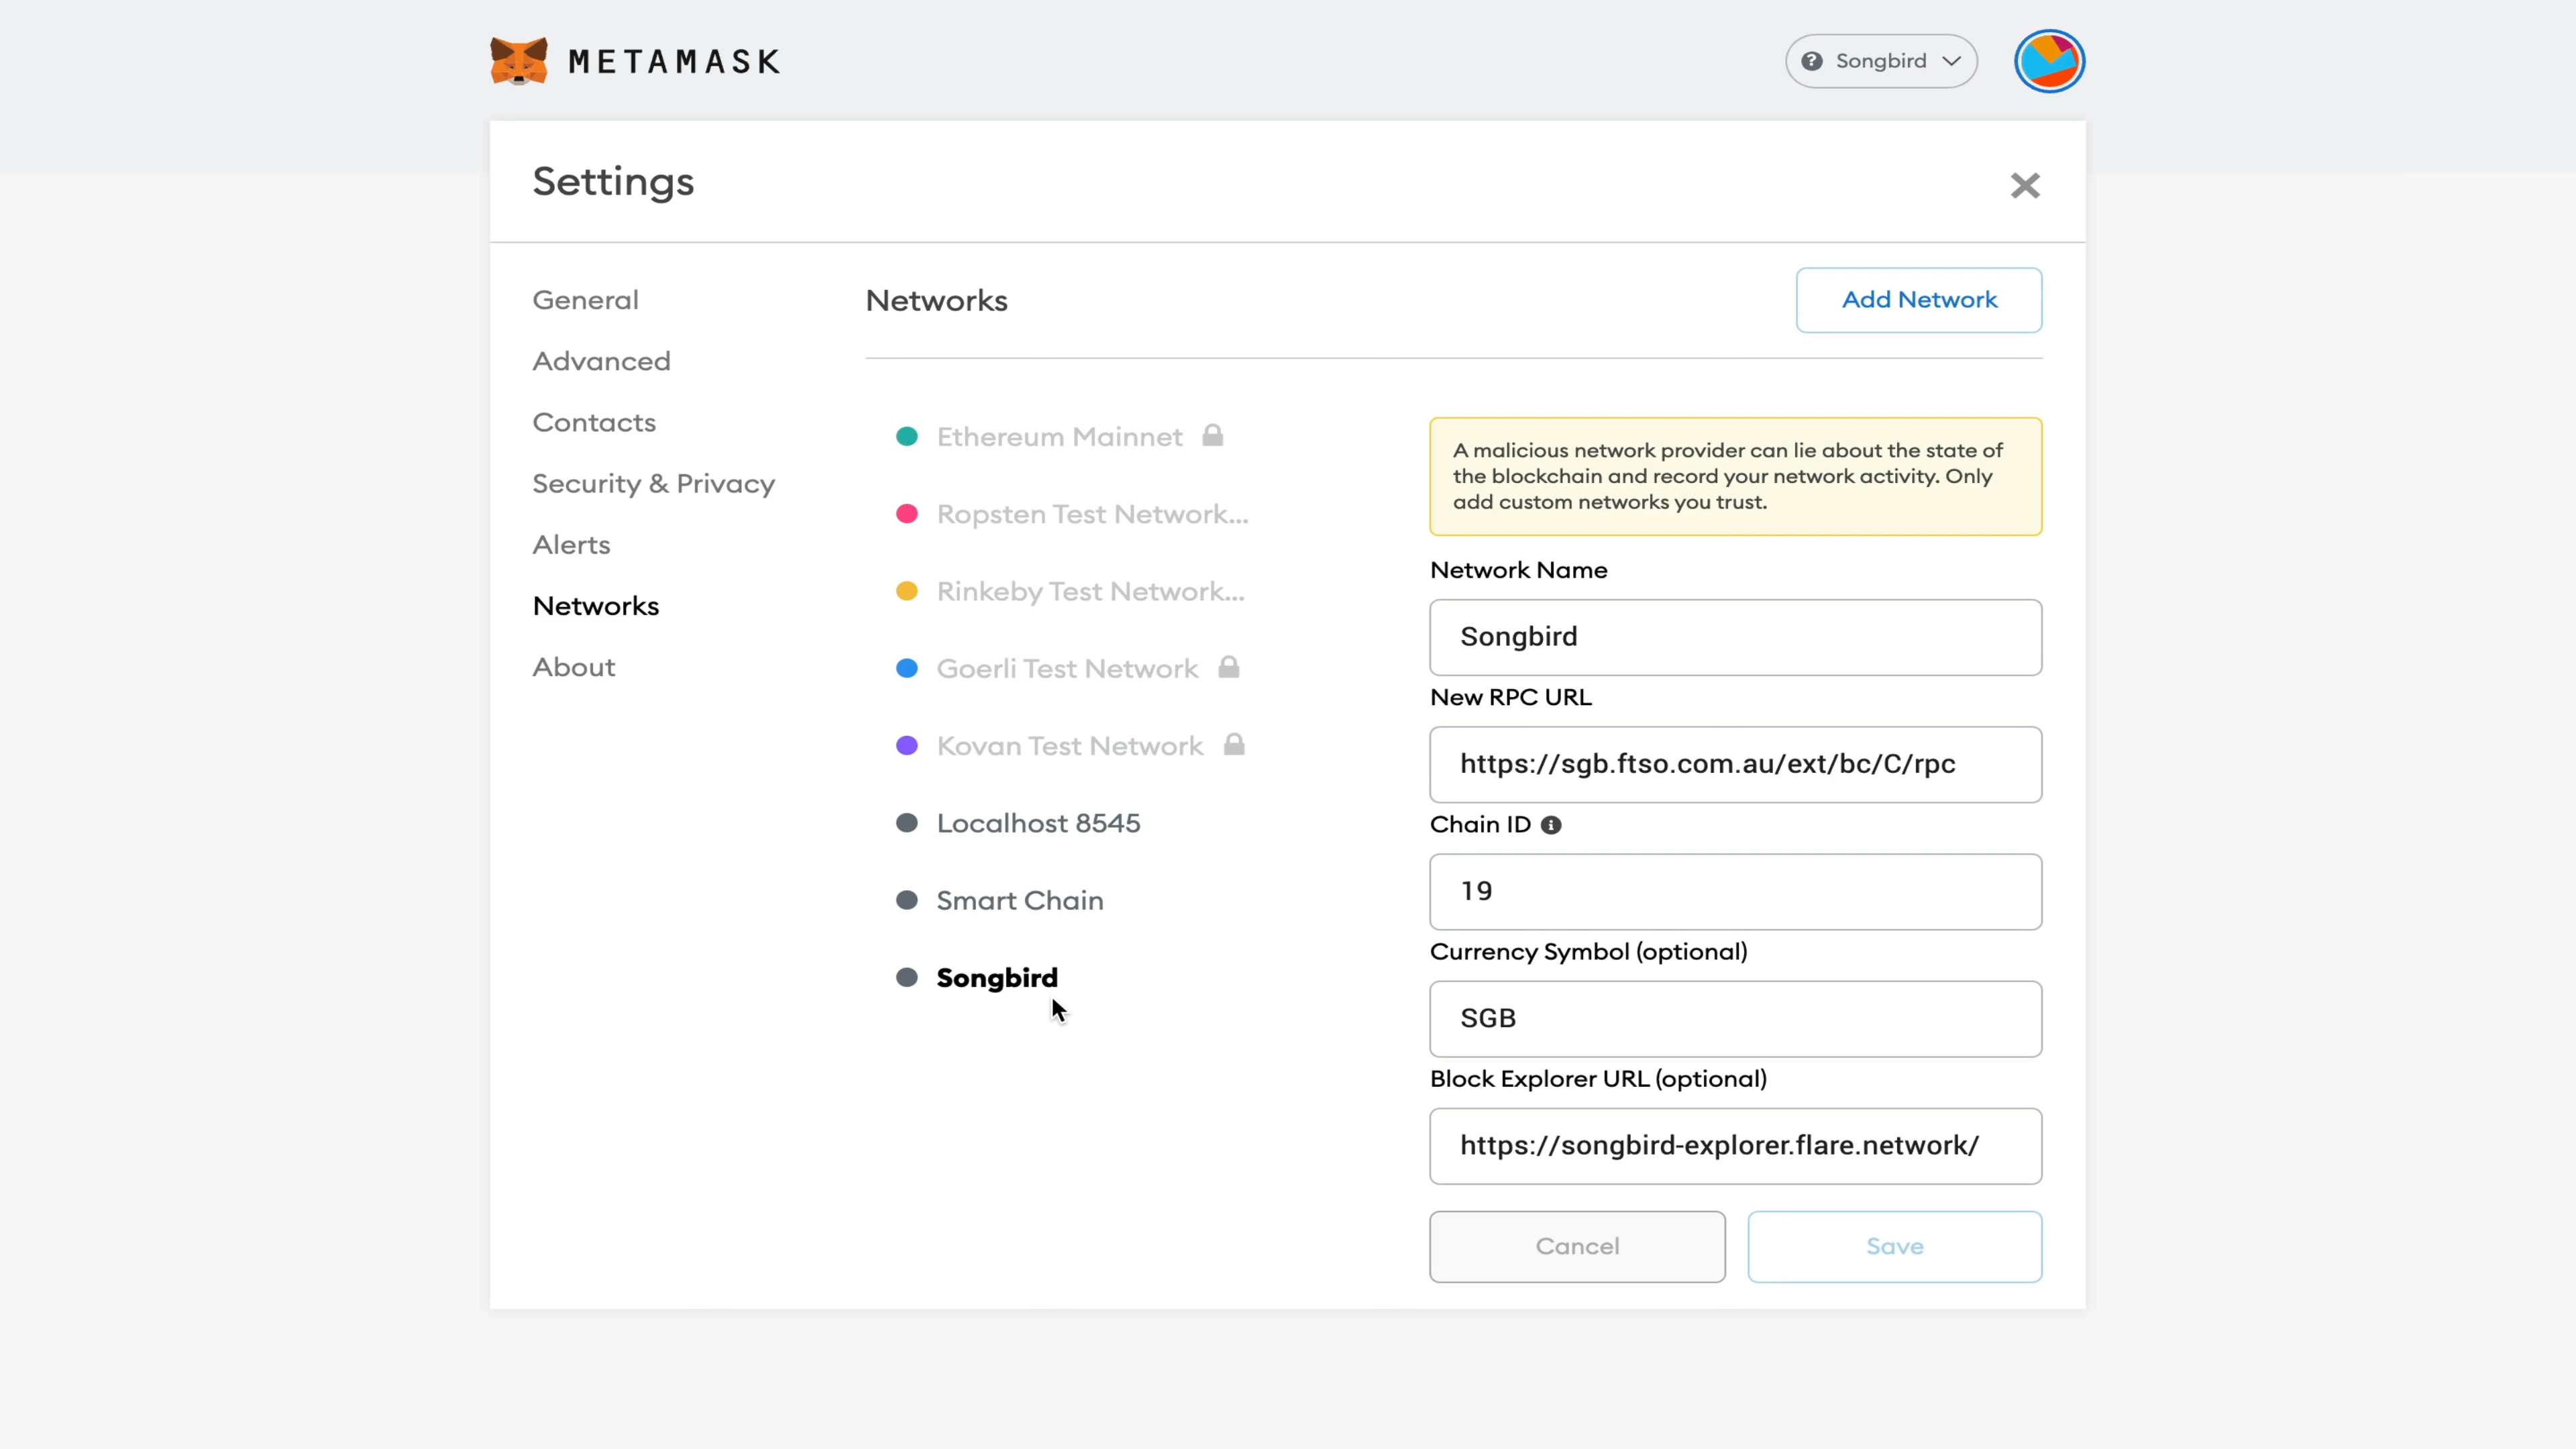 METAMASK
Songbird
Settings
General
Advanced
Contacts
Security & Privacy
Alerts
Networks
About
Networks
Add Network
Ethereum Mainnet
Ropsten Test Network...
Rinkeby Test Network...
Goerli Test Network
Kovan Test Network
Localhost 8545
Smart Chain
Songbird
A malicious network provider can lie about the state of
the blockchain and record your network activity. Only
add custom networks you trust.
Network Name
Songbird
New RPC URL
https://sgb.ftso.com.au/ext/bc/C/rpc
Chain ID
19
Currency Symbol (optional)
SGB
Block Explorer URL (optional)
https://songbird-explorer.flare.network/
Cancel
Save